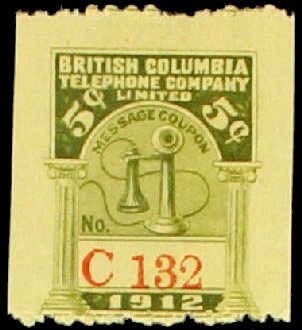 BRITISH COLUMBIA
TELEPHONE COMPANY
LIMITED
5¢ 5¢
MESSAGE COUPON
No.
C 132
1912